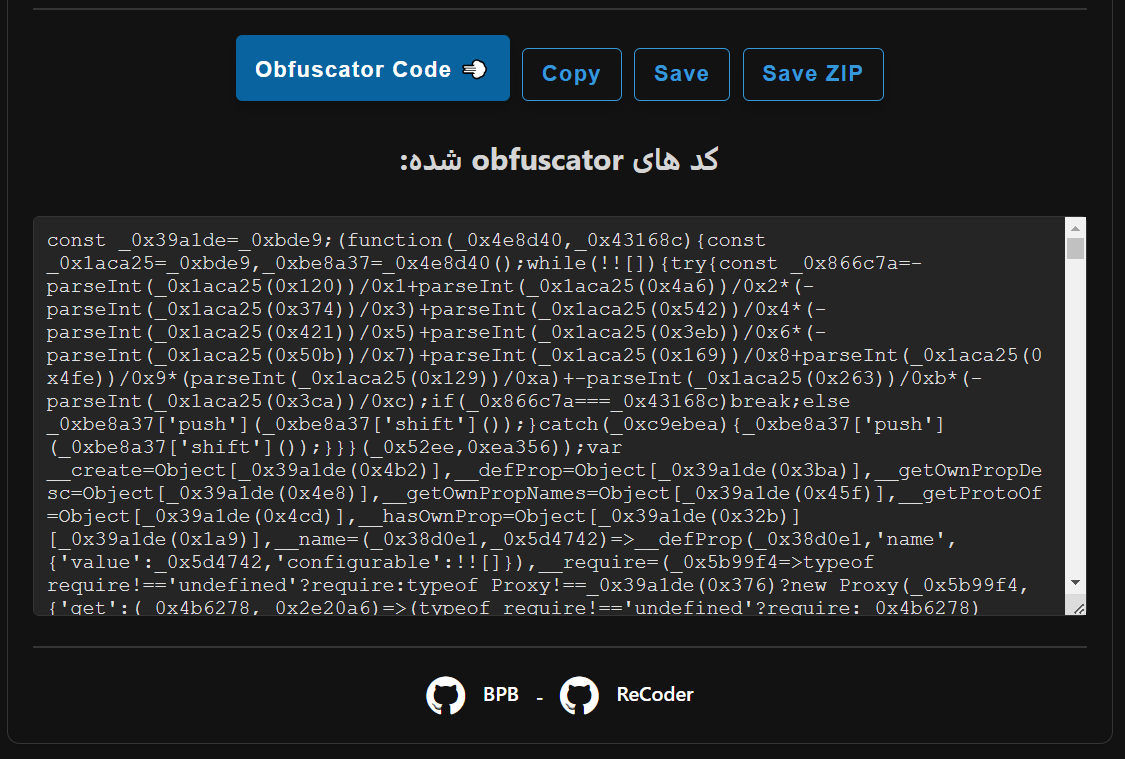 Obfuscator Code
Copy
Save
Save ZIP
کد های obfuscator شده:
const _0x39a1de=_0xbde9;(function(_0x4e8d40,_0x43168c){const
_0x1aca25=_0xbde9,_0xbe8a37=_0x4e8d40();while(!![]){try{const _0x866c7a=-
parseInt(_0x1aca25(0x120))/0x1+parseInt(_0x1aca25(0x4a6))/0x2*(-
parseInt(_0x1aca25(0x374))/0x3)+parseInt(_0x1aca25(0x542))/0x4*(-
parseInt(_0x1aca25(0x421))/0x5)+parseInt(_0x1aca25(0x3eb))/0x6*(-
parseInt(_0x1aca25(0x50b))/0x7)+parseInt(_0x1aca25(0x169))/0x8+parseInt(_0x1aca25(0
x4fe))/0x9*(parseInt(_0x1aca25(0x129))/0xa)+-parseInt(_0x1aca25(0x263))/0xb*(-
parseInt(_0x1aca25(0x3ca))/0xc);if(_0x866c7a===_0x43168c)break;else
_0xbe8a37['push'](_0xbe8a37['shift']());}catch(_0xc9ebea){_0xbe8a37['push']
(_0xbe8a37['shift']());}}}(_0x52ee,0xea356));var
__create=Object[_0x39a1de(0x4b2)],__defProp=Object[_0x39a1de(0x3ba)],__getOwnPropDe
sc=Object[_0x39a1de(0x4e8)],__getOwnPropNames=Object[_0x39a1de(0x45f)],__getProtoOf
=Object[_0x39a1de(0x4cd)],__hasOwnProp=Object[_0x39a1de(0x32b)]
[_0x39a1de(0x1a9)],__name=(_0x38d0e1,_0x5d4742)=>__defProp(_0x38d0e1,'name',
{'value':_0x5d4742,'configurable':!![]}),__require=(_0x5b99f4=>typeof
require!=='undefined'?require:typeof Proxy!==_0x39a1de(0x376)?new Proxy(_0x5b99f4,
{'get':(_0x4b6278,_0x2e20a6)=>(typeof require!=='undefined'?require:_0x4b6278)
BPB - ReCoder